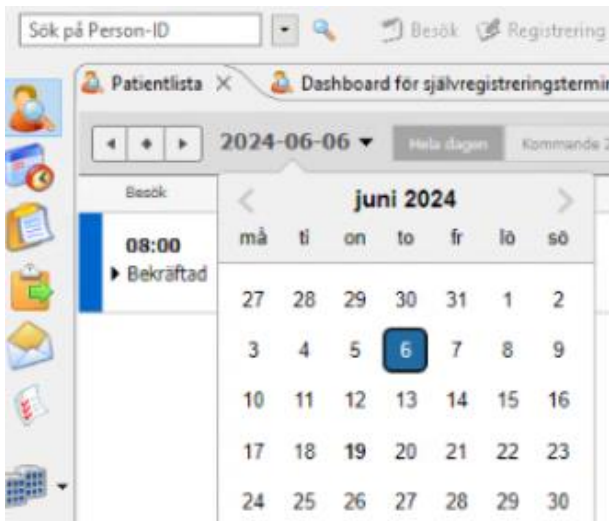 Sök på Person-ID
Besök
Registrering
Patientlista
Dashboard för självregistreringstermin
2024-06-06
Hela dagen
Kommande 2
Besök
08:00
Bekräftad
juni 2024
må ti on to fr lö sö
27 28 29 30 31 1 2
3 4 5 6 7 8 9
10 11 12 13 14 15 16
17 18 19 20 21 22 23
24 25 26 27 28 29 30